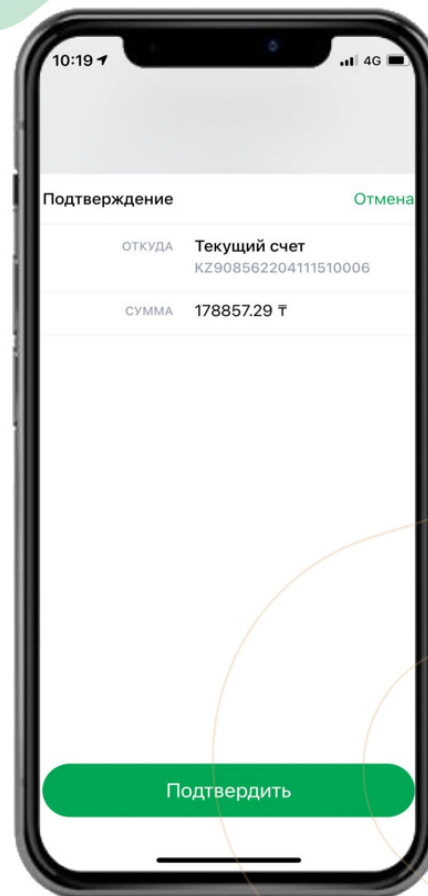 10:19
4G
Подтверждение
Отмена
ОТКУДА
Текущий счет
KZ908562204111510006
СУММА
178857.29 ₸
Подтвердить